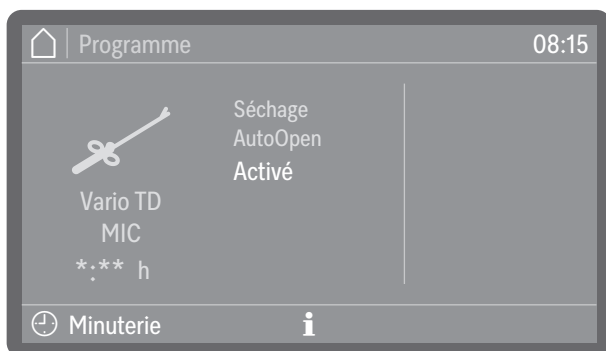 Programme
08:15
Séchage
AutoOpen
Activé
Vario TD
MIC
*:** h
Minuterie
i